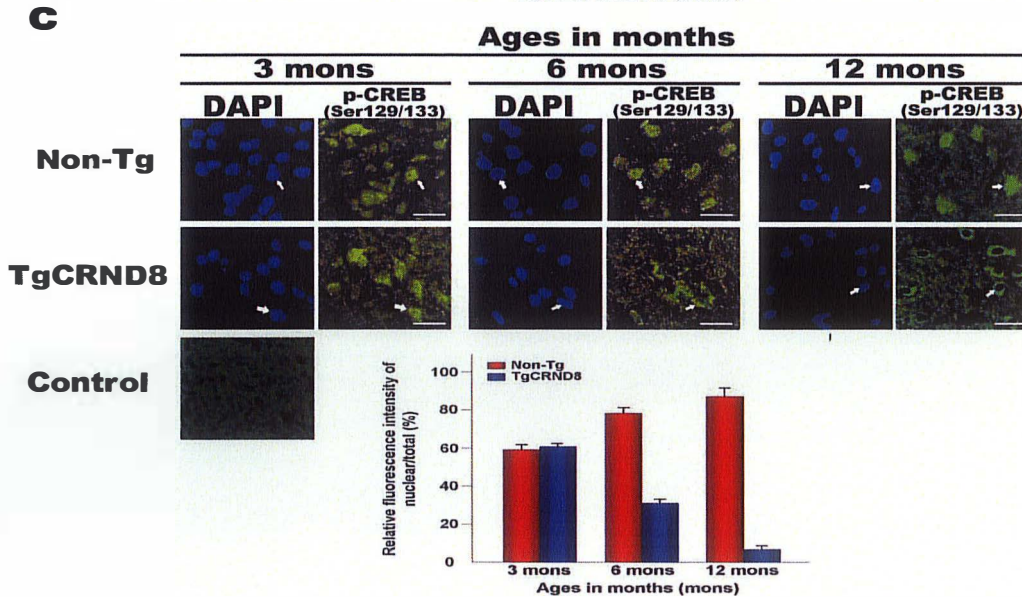 C
Ages in months
3 mons 6 mons 12 mons
DAPI p-CREB (Ser129/133) DAPI p-CREB (Ser129/133) DAPI p-CREB (Ser129/133)
Non-Tg
TgCRND8
Control
Relative fluorescence intensity of
nuclear/total (%)
Non-Tg
TgCRND8
100
80
60
40
20
0
3 mons 6 mons 12 mons
Ages in months (mons)